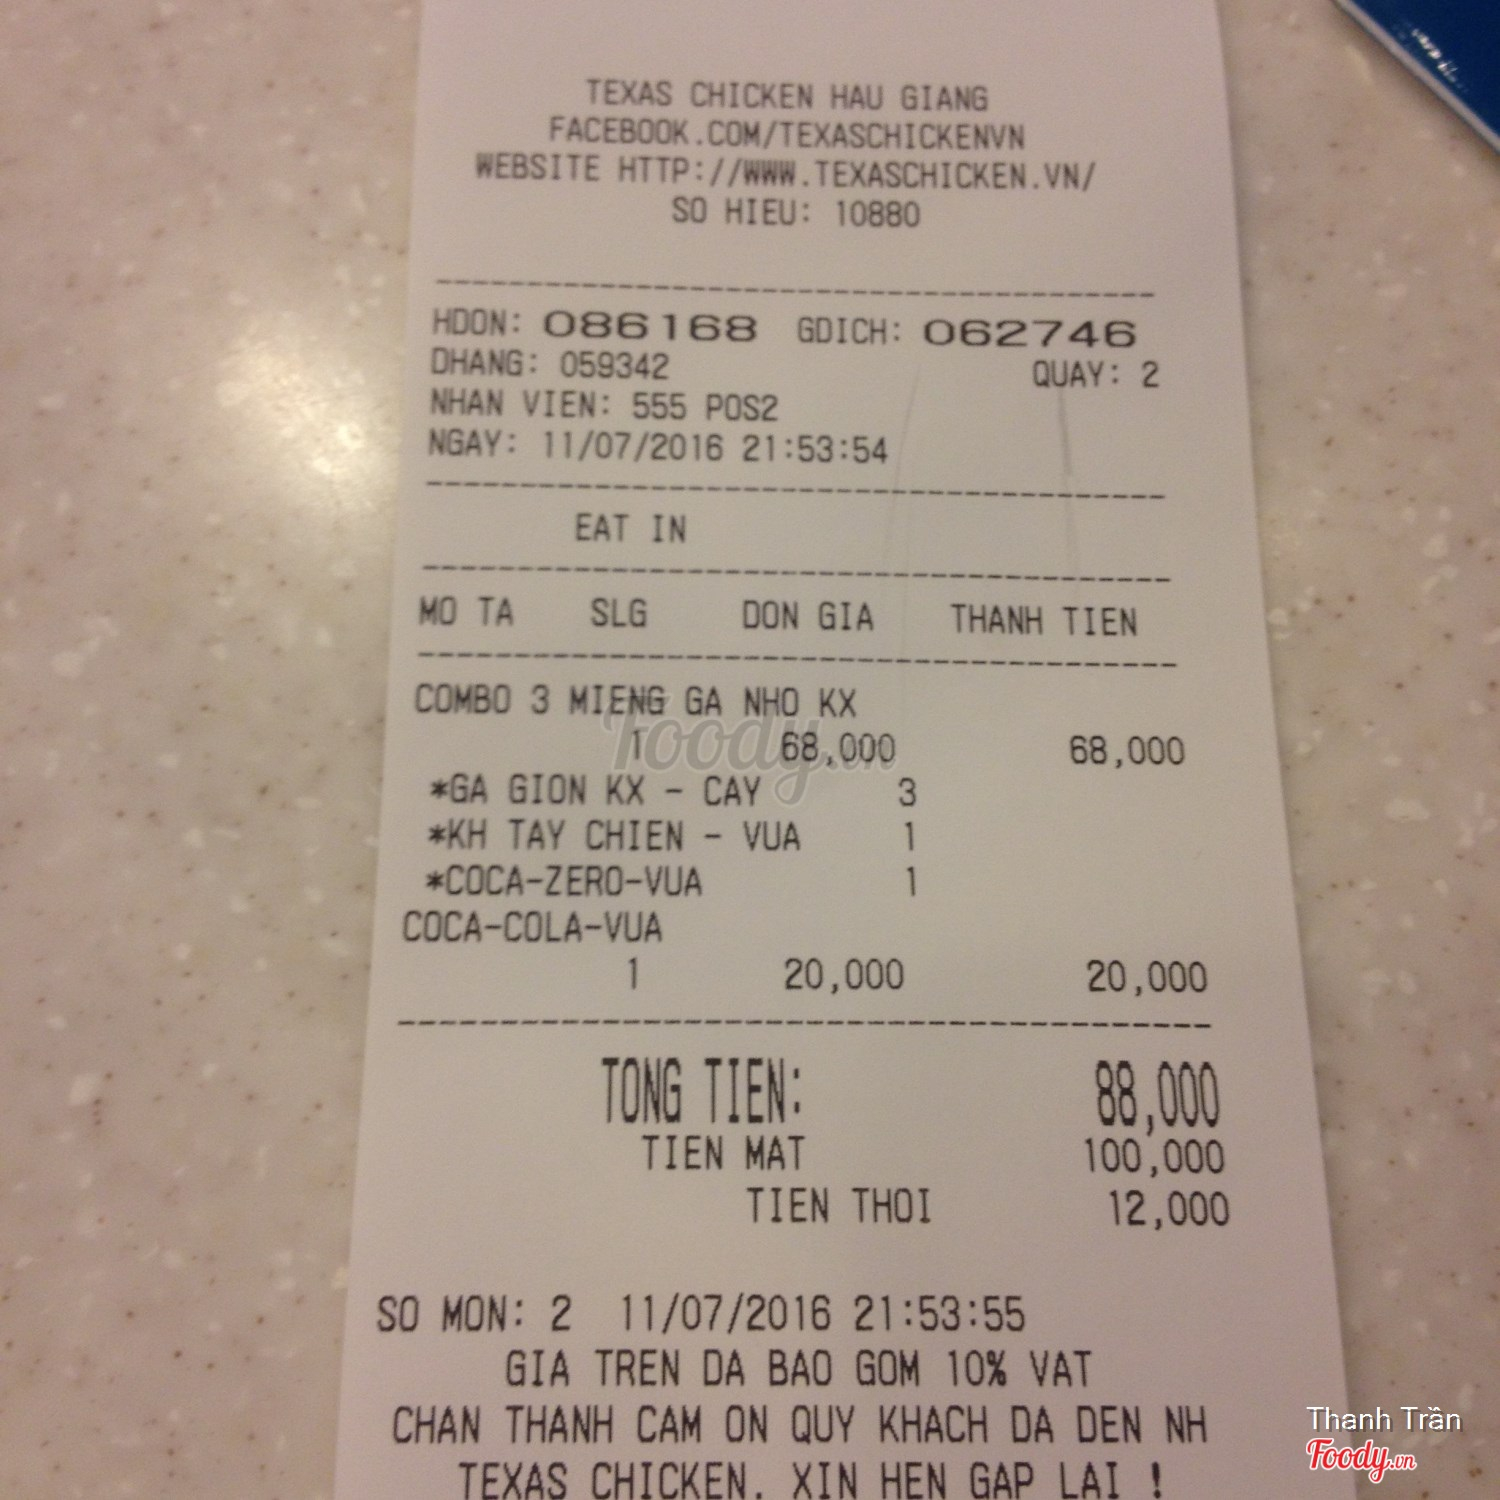 TEXAS CHICKEN HAU GIANG
FACEBOOK.COM/TEXASCHICKENVN
WEBSITE HTTP://WWW.TEXASCHICKEN.VN/
SO HIEU: 10880
HDON: 086168 GDICH: 062746
DHANG: 059342 QUAY: 2
NHAN VIEN: 555 POS2
NGAY: 11/07/2016 21:53:54
EAT IN
MO TA SLG DON GIA THANH TIEN
COMBO 3 MIENG GA NHO KX
1 68,000 68,000
*GA GION KX - CAY 3
*KH TAY CHIEN - VUA 1
*COCA-ZERO-VUA 1
COCA-COLA-VUA
1 20,000 20,000
TONG TIEN: 88,000
TIEN MAT 100,000
TIEN THOI 12,000
SO MON: 2 11/07/2016 21:53:55
GIA TREN DA BAO GOM 10% VAT
CHAN THANH CAM ON QUY KHACH DA DEN NH
TEXAS CHICKEN. XIN HEN GAP LAI !
Foody.vn
Thanh Trần
Foody.vn